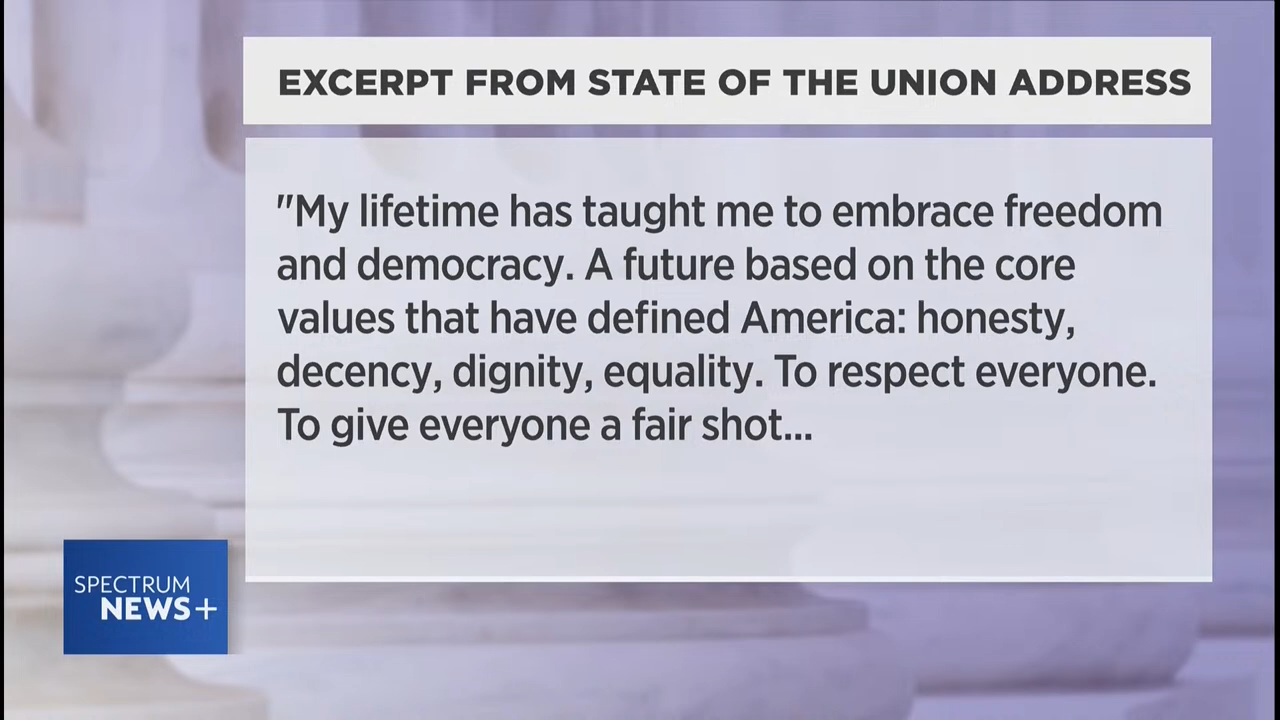 EXCERPT FROM STATE OF THE UNION ADDRESS
"My lifetime has taught me to embrace freedom
and democracy. A future based on the core
values that have defined America: honesty,
decency, dignity, equality. To respect everyone.
To give everyone a fair shot...
SPECTRUM
NEWS+